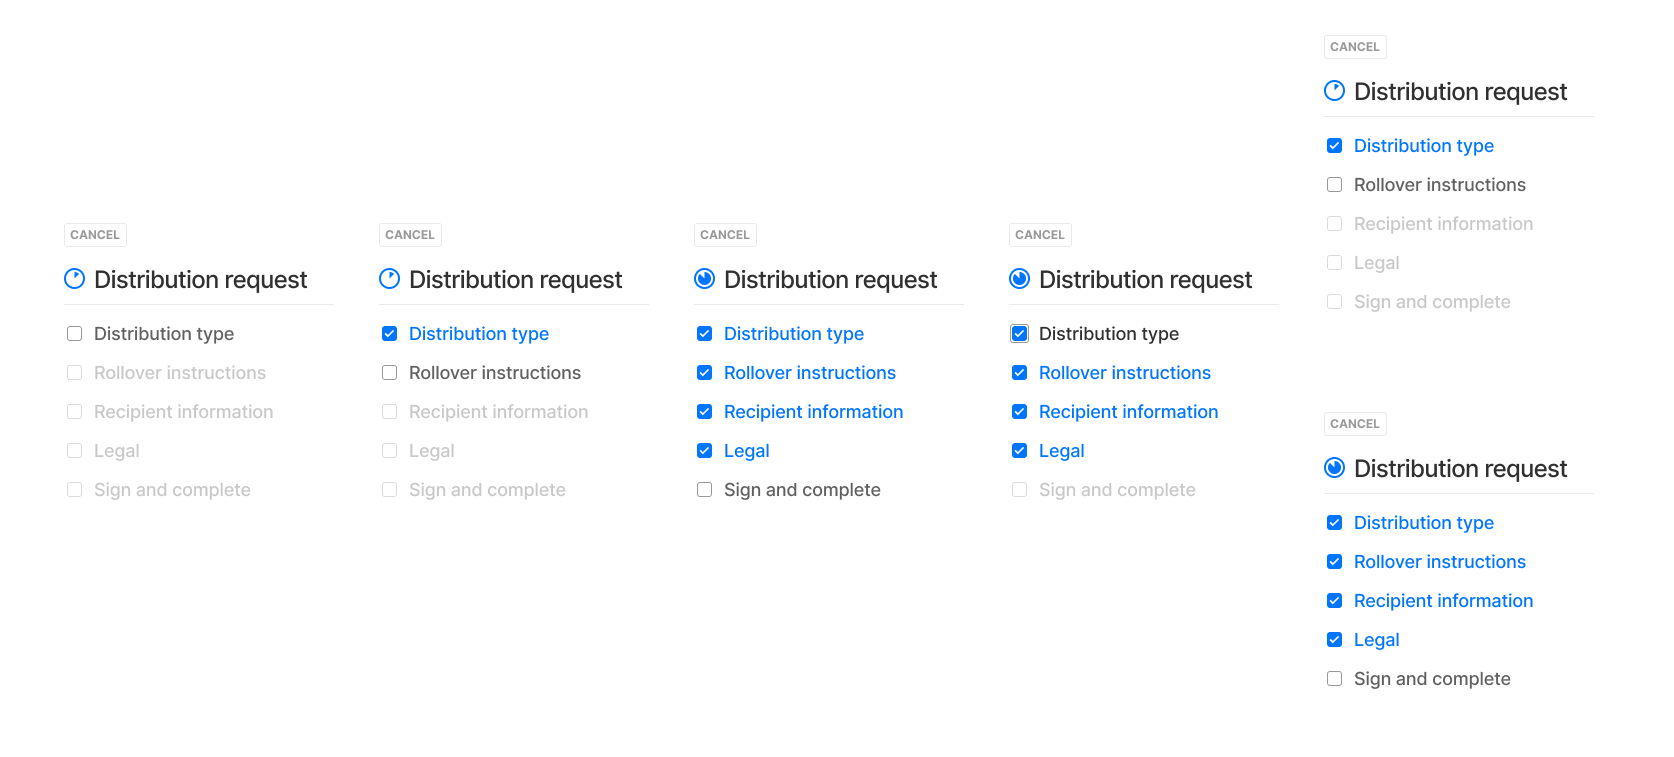 CANCEL
Distribution request
Distribution type
Rollover instructions
Recipient information
Legal
Sign and complete
CANCEL
Distribution request
Distribution type
Rollover instructions
Recipient information
Legal
Sign and complete
CANCEL
Distribution request
Distribution type
Rollover instructions
Recipient information
Legal
Sign and complete
CANCEL
Distribution request
Distribution type
Rollover instructions
Recipient information
Legal
Sign and complete
CANCEL
Distribution request
Distribution type
Rollover instructions
Recipient information
Legal
Sign and complete
CANCEL
Distribution request
Distribution type
Rollover instructions
Recipient information
Legal
Sign and complete